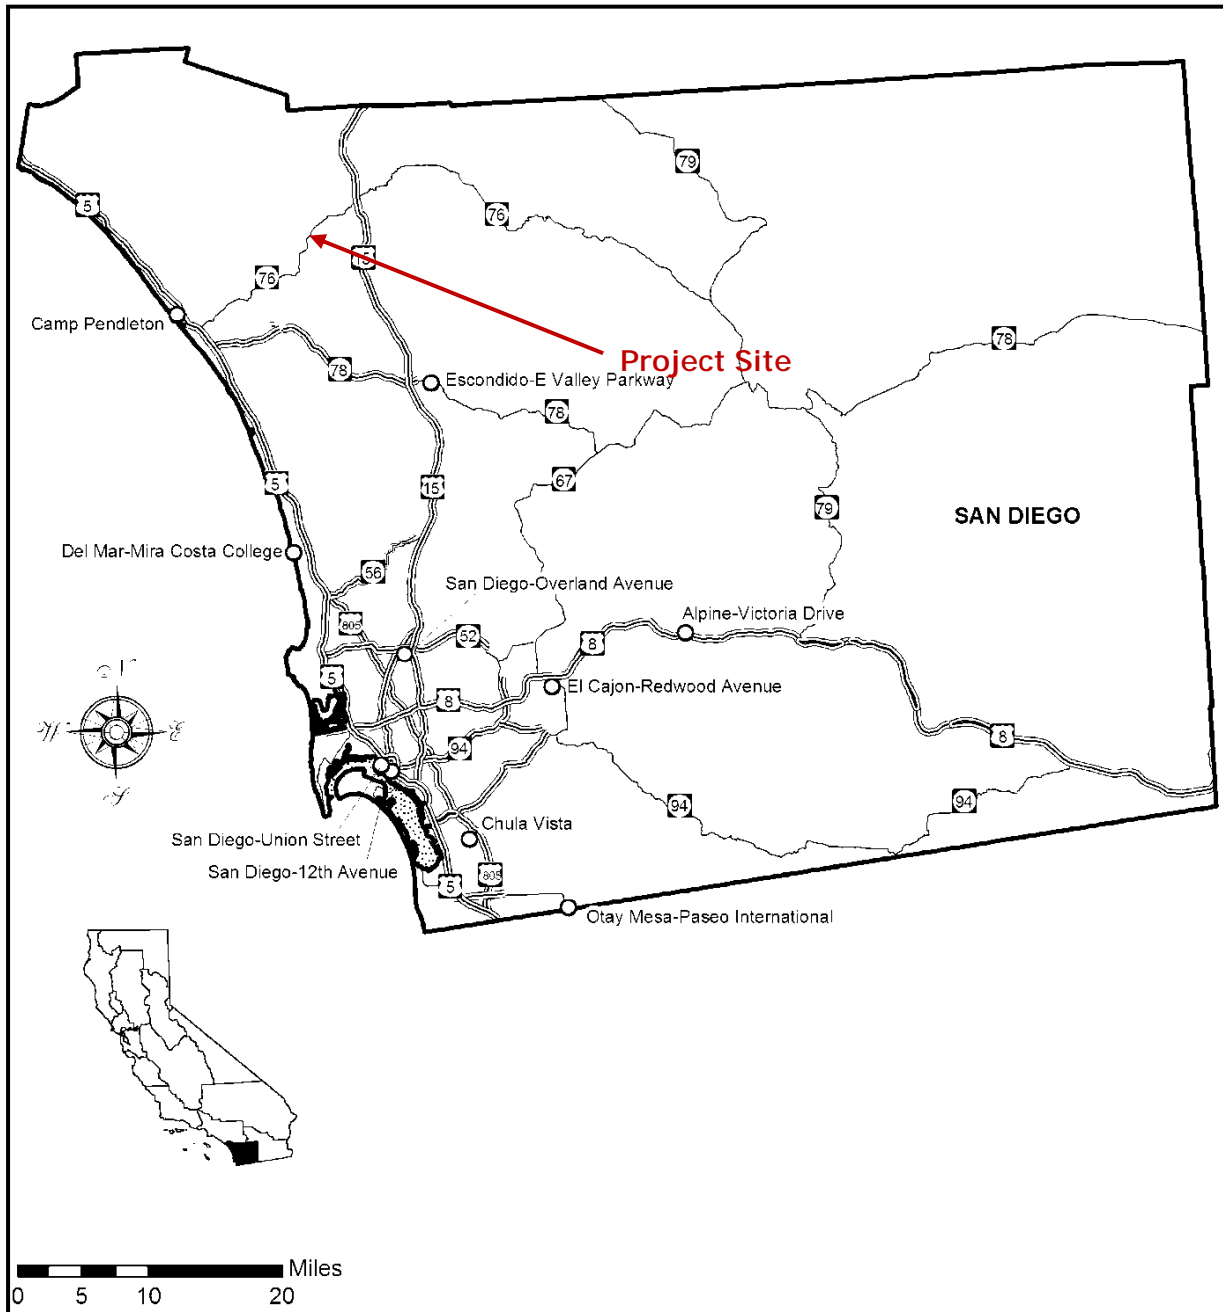 79
5
76
15
76
Camp Pendleton
78
Project Site
78
Escondido-E Valley Parkway
78
67
5
15
79
SAN DIEGO
Del Mar-Mira Costa College
56
San Diego-Overland Avenue
805
Alpine-Victoria Drive
52
8
N
5
El Cajon-Redwood Avenue
8
W
E
94
8
S
94
94
San Diego-Union Street
Chula Vista
San Diego-12th Avenue
805
5
Otay Mesa-Paseo International
Miles
0 5 10 20